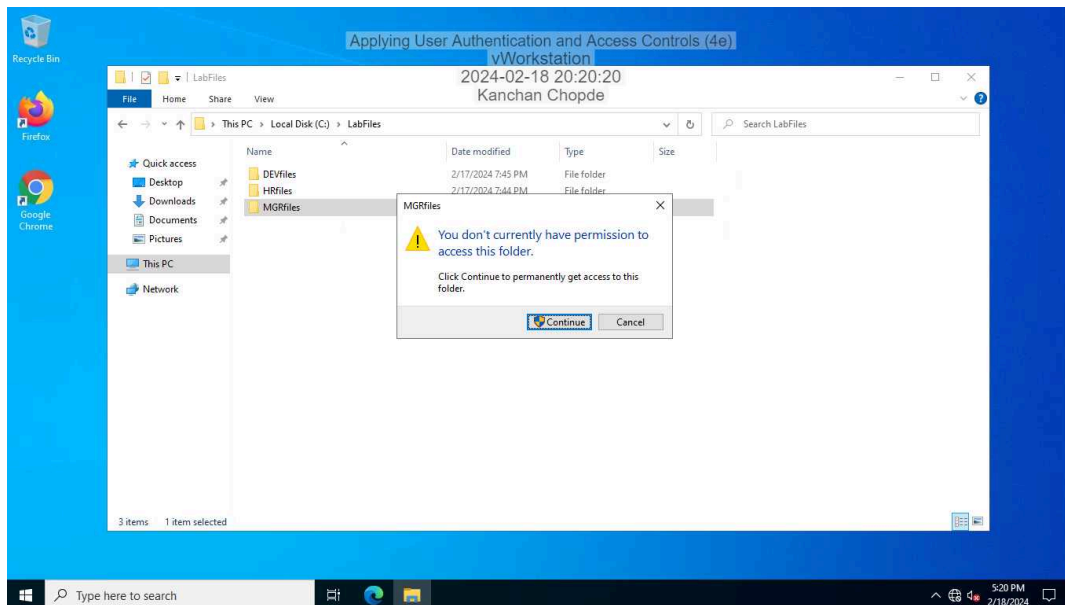 Recycle Bin
Applying User Authentication and Access Controls (4e)
vWorkstation
2024-02-18 20:20:20
Kanchan Chopde
LabFiles
File Home Share View
This PC > Local Disk (C:) > LabFiles
Search LabFiles
Firefox
Google
Chrome
Quick access
Desktop
Downloads
Documents
Pictures
This PC
Network
Name Date modified Type Size
DEVfiles 2/17/2024 7:45 PM File folder
HRfiles 2/17/2024 7:44 PM File folder
MGRfiles
MGRfiles
You don't currently have permission to
access this folder.
Click Continue to permanently get access to this
folder.
Continue Cancel
3 items 1 item selected
Type here to search
5:20 PM
2/18/2024